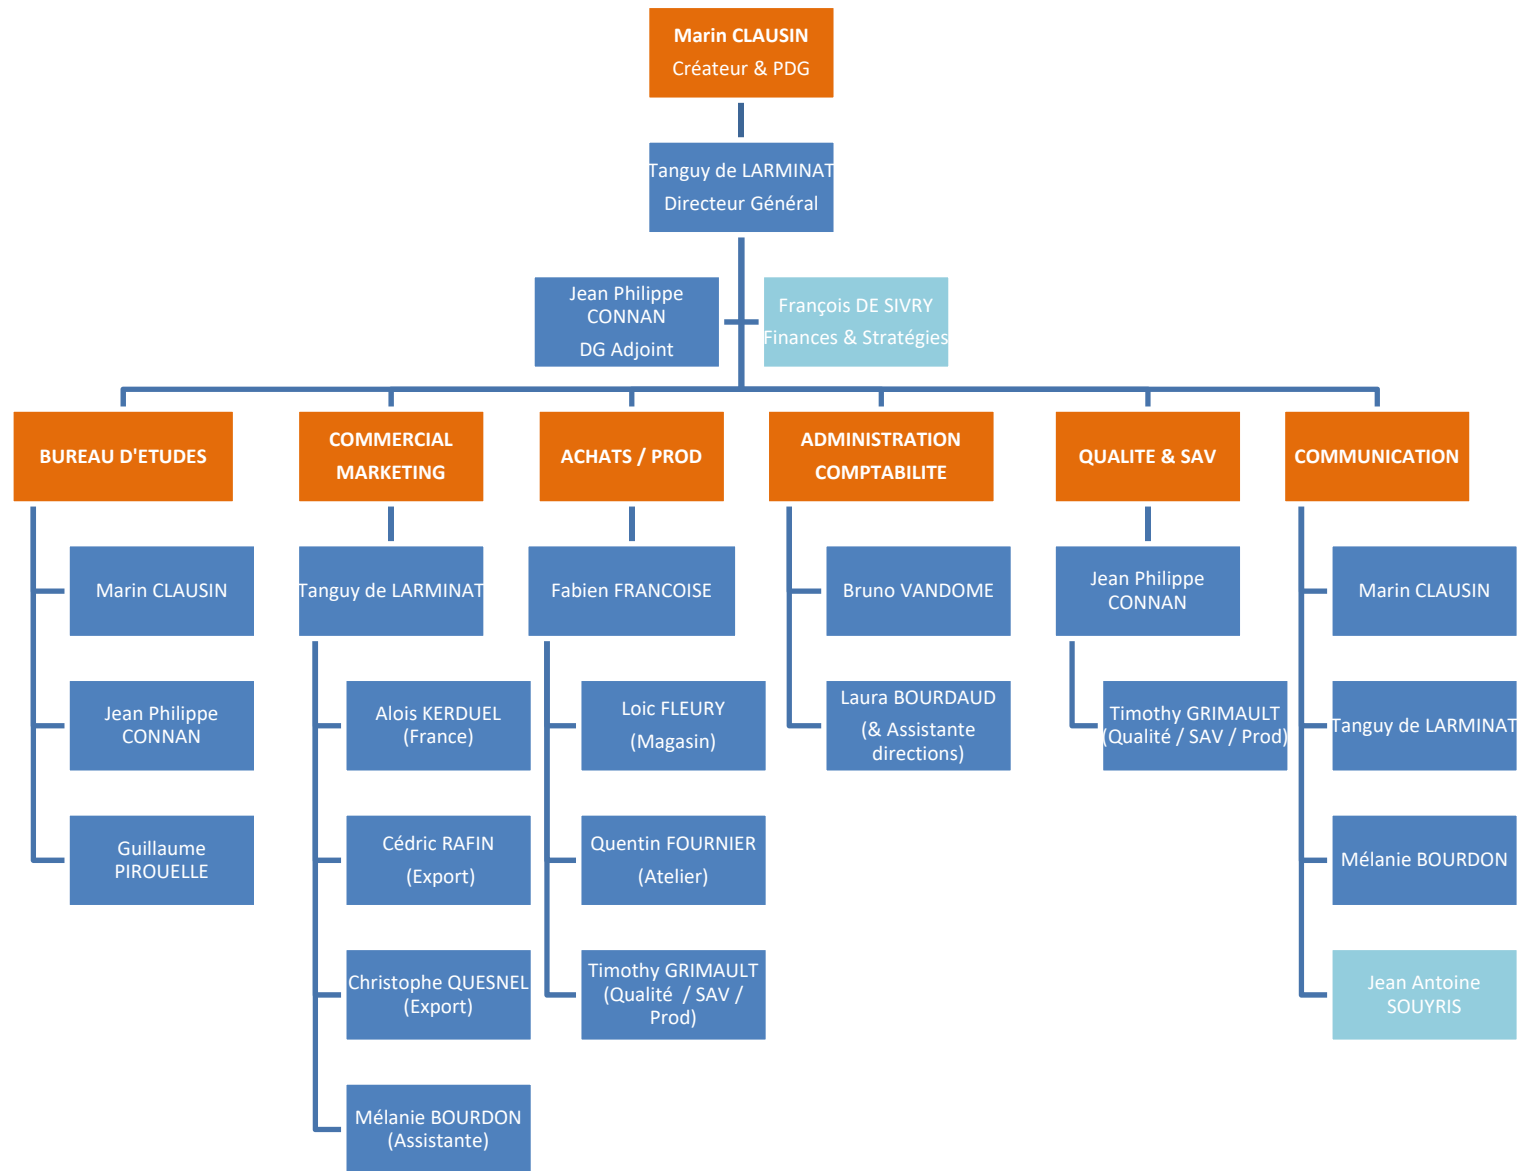 Marin CLAUSIN
Créateur & PDG
Tanguy de LARMINAT
Directeur Général
Jean Philippe
CONNAN
DG Adjoint
François DE SIVRY
Finances & Stratégies
BUREAU D'ETUDES
COMMERCIAL
MARKETING
ACHATS / PROD
ADMINISTRATION
COMPTABILITE
QUALITE & SAV
COMMUNICATION
Marin CLAUSIN
Jean Philippe
CONNAN
Guillaume
PIROUELLE
Tanguy de LARMINAT
Alois KERDUEL
(France)
Cédric RAFIN
(Export)
Christophe QUESNEL
(Export)
Mélanie BOURDON
(Assistante)
Fabien FRANCOISE
Loic FLEURY
(Magasin)
Quentin FOURNIER
(Atelier)
Timothy GRIMAULT
(Qualité / SAV /
Prod)
Bruno VANDOME
Laura BOURDAUD
(& Assistante
directions)
Jean Philippe
CONNAN
Timothy GRIMAULT
(Qualité / SAV / Prod)
Marin CLAUSIN
Tanguy de LARMINAT
Mélanie BOURDON
Jean Antoine
SOUYRIS